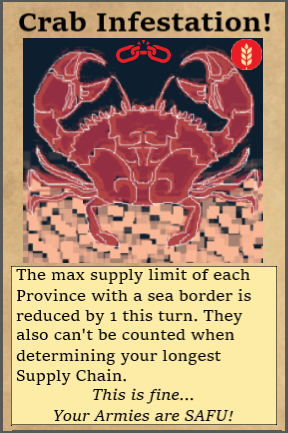 Crab Infestation!
The max supply limit of each
Province with a sea border is
reduced by 1 this turn. They
also can't be counted when
determining your longest
Supply Chain.
This is fine...
Your Armies are SAFU!